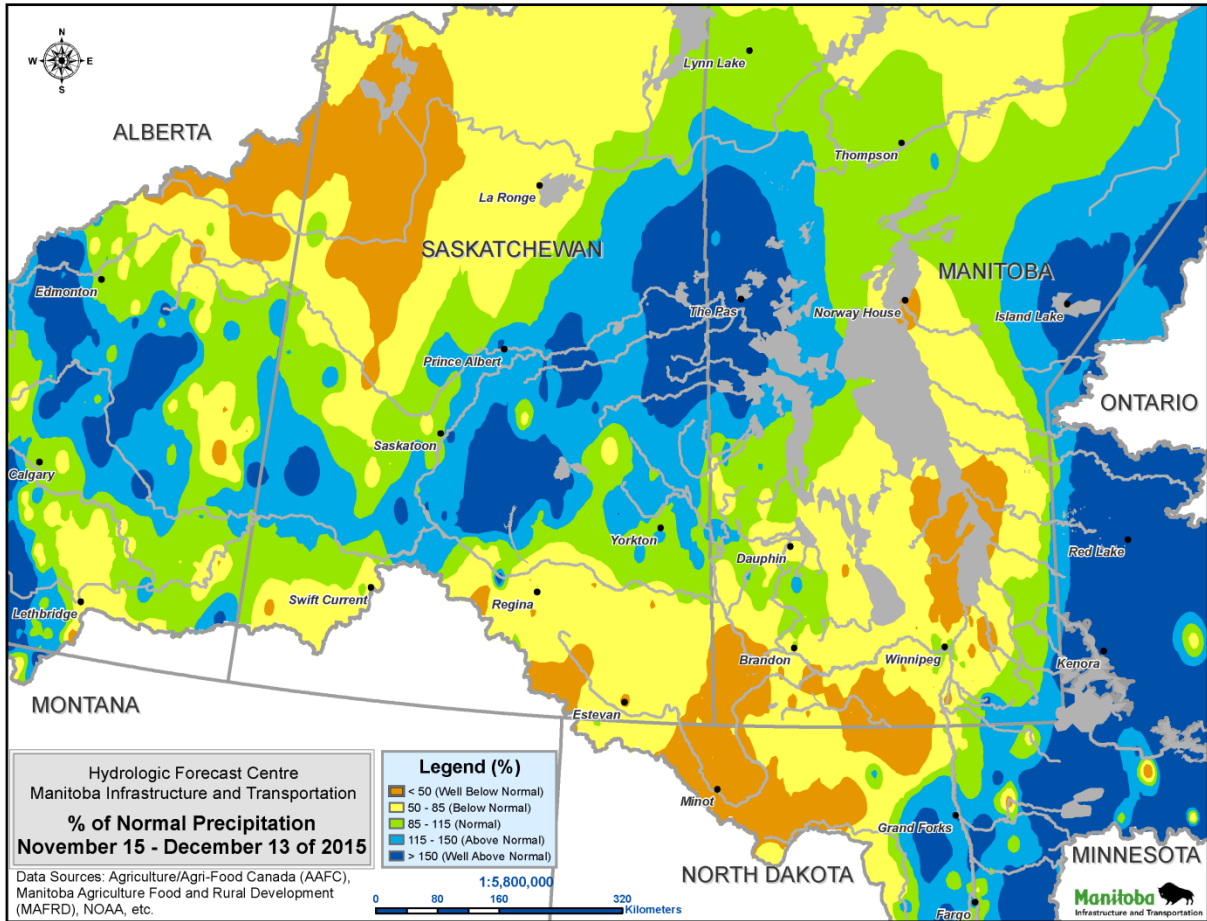 N
W E
S
Lynn Lake
ALBERTA
Thompson
La Ronge
SASKATCHEWAN
MANITOBA
Edmonton
The Pas
Norway House
Island Lake
Prince Albert
ONTARIO
Saskatoon
Calgary
Yorkton
Dauphin
Red Lake
Swift Current
Regina
Lethbridge
Brandon
Winnipeg
Kenora
MONTANA
Estevan
Minot
Grand Forks
NORTH DAKOTA
MINNESOTA
Fargo
Hydrologic Forecast Centre
Manitoba Infrastructure and Transportation
% of Normal Precipitation
November 15 - December 13 of 2015
Data Sources: Agriculture/Agri-Food Canada (AAFC),
Manitoba Agriculture Food and Rural Development
(MAFRD), NOAA, etc.
Legend (%)
< 50 (Well Below Normal)
50 - 85 (Below Normal)
85 - 115 (Normal)
115 - 150 (Above Normal)
> 150 (Well Above Normal)
1:5,800,000
0 80 160 320
Kilometers
Manitoba
Infrastructure and Transportation